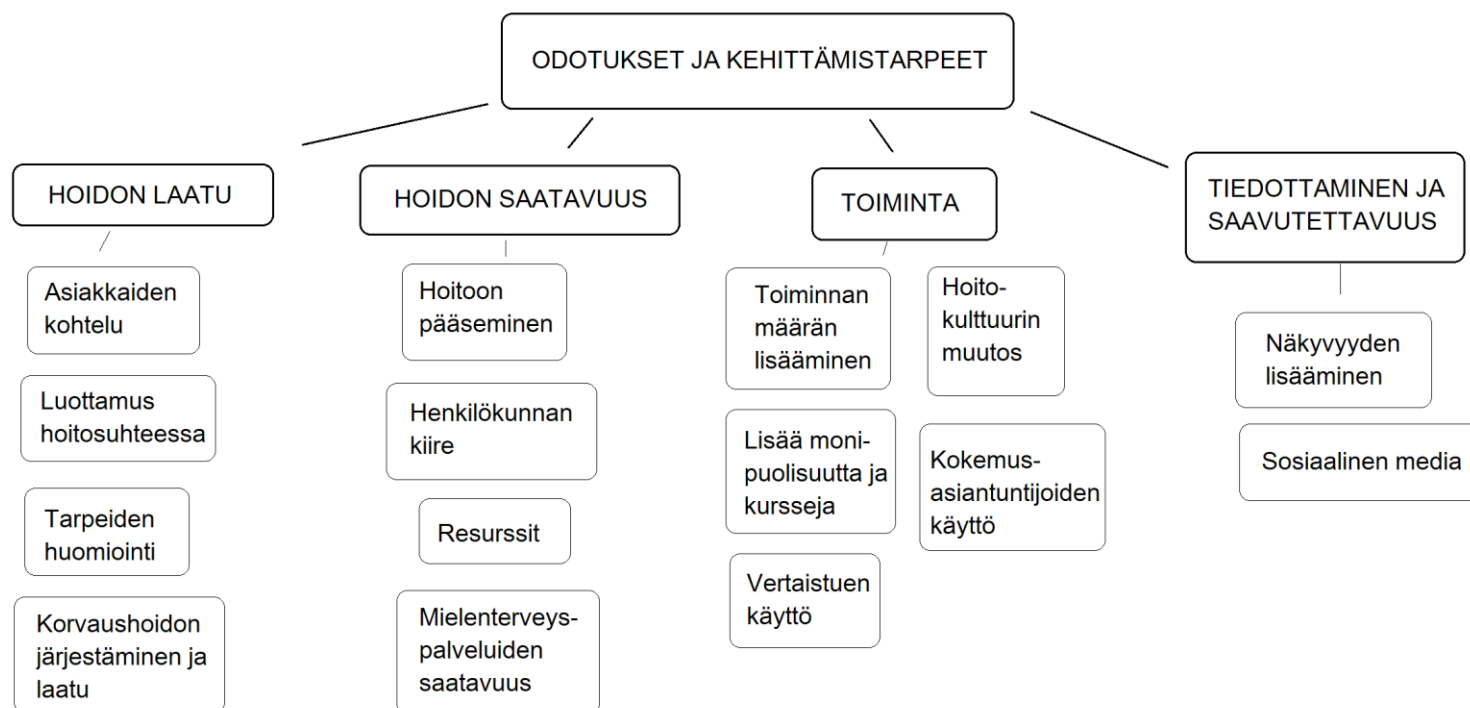 ODOTUKSET JA KEHITTÄMISTARPEET
HOIDON LAATU
Asiakkaiden
kohtelu
Luottamus
hoitosuhteessa
Tarpeiden
huomiointi
Korvaushoidon
järjestäminen ja
laatu
HOIDON SAATAVUUS
Hoitoon
pääseminen
Henkilökunnan
kiire
Resurssit
Mielenterveys-
palveluiden
saatavuus
TOIMINTA
Toiminnan
määrän
lisääminen
Lisää moni-
puolisuutta ja
kursseja
Vertaistuen
käyttö
Hoito-
kulttuurin
muutos
Kokemus-
asiantuntijoiden
käyttö
TIEDOTTAMINEN JA
SAAVUTETTAVUUS
Näkyvyyden
lisääminen
Sosiaalinen media